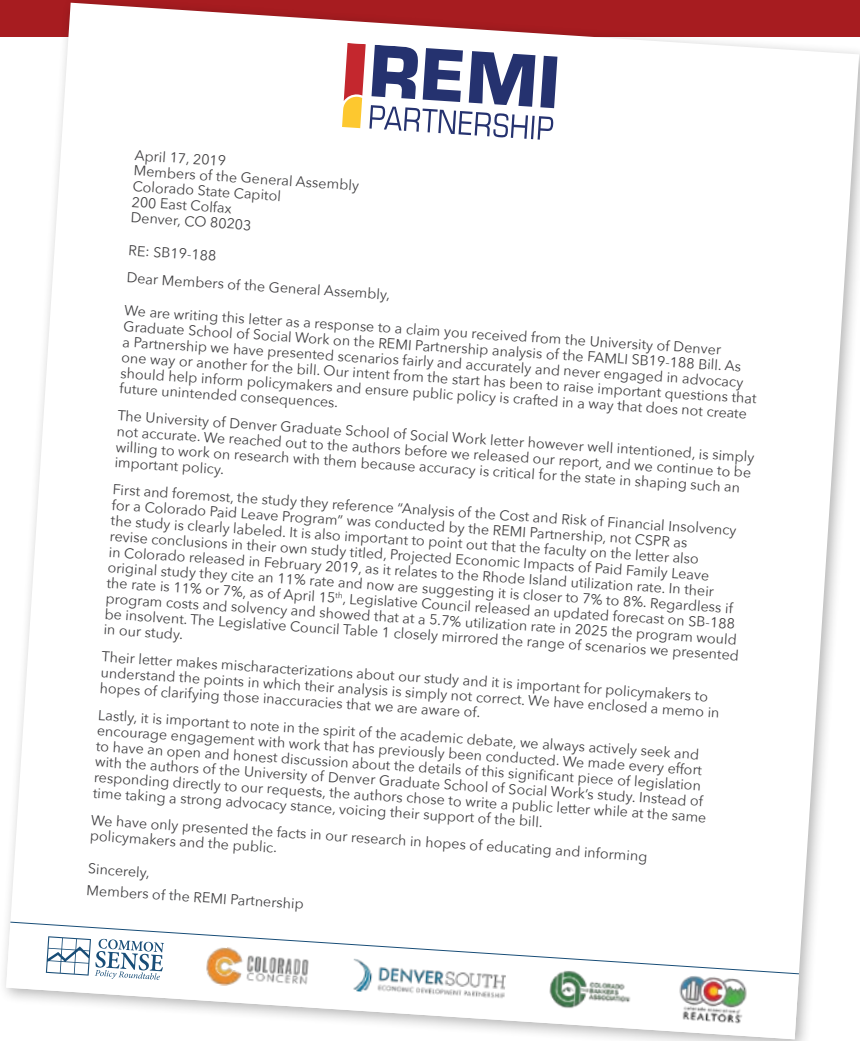 REMI
PARTNERSHIP
April 17, 2019
Members of the General Assembly
Colorado State Capitol
200 East Colfax
Denver, CO 80203
RE: SB19-188
Dear Members of the General Assembly,
We are writing this letter as a response to a claim you received from the University of Denver
Graduate School of Social Work on the REMI Partnership analysis of the FAMLI SB19-188 Bill. As
a Partnership we have presented scenarios fairly and accurately and never engaged in advocacy
one way or another for the bill. Our intent from the start has been to raise important questions that
should help inform policymakers and ensure public policy is crafted in a way that does not create
future unintended consequences.
The University of Denver Graduate School of Social Work letter however well intentioned, is simply
not accurate. We reached out to the authors before we released our report, and we continue to be
willing to work on research with them because accuracy is critical for the state in shaping such an
important policy.
First and foremost, the study they reference “Analysis of the Cost and Risk of Financial Insolvency
for a Colorado Paid Leave Program” was conducted by the REMI Partnership, not CSPR as
the study is clearly labeled. It is also important to point out that the faculty on the letter also
revise conclusions in their own study titled, Projected Economic Impacts of Paid Family Leave
in Colorado released in February 2019, as it relates to the Rhode Island utilization rate. In their
original study they cite an 11% rate and now are suggesting it is closer to 7% to 8%. Regardless if
the rate is 11% or 7%, as of April 15th, Legislative Council released an updated forecast on SB-188
program costs and solvency and showed that at a 5.7% utilization rate in 2025 the program would
be insolvent. The Legislative Council Table 1 closely mirrored the range of scenarios we presented
in our study.
Their letter makes mischaracterizations about our study and it is important for policymakers to
understand the points in which their analysis is simply not correct. We have enclosed a memo in
hopes of clarifying those inaccuracies that we are aware of.
Lastly, it is important to note in the spirit of the academic debate, we always actively seek and
encourage engagement with work that has previously been conducted. We made every effort
to have an open and honest discussion about the details of this significant piece of legislation
with the authors of the University of Denver Graduate School of Social Work’s study. Instead of
responding directly to our requests, the authors chose to write a public letter while at the same
time taking a strong advocacy stance, voicing their support of the bill.
We have only presented the facts in our research in hopes of educating and informing
policymakers and the public.
Sincerely,
Members of the REMI Partnership
COMMON
SENSE
Policy Roundtable
COLORADO
CONCERN
DENVER SOUTH
ECONOMIC DEVELOPMENT PARTNERSHIP
COLORADO
BANKERS
ASSOCIATION
REALTORS